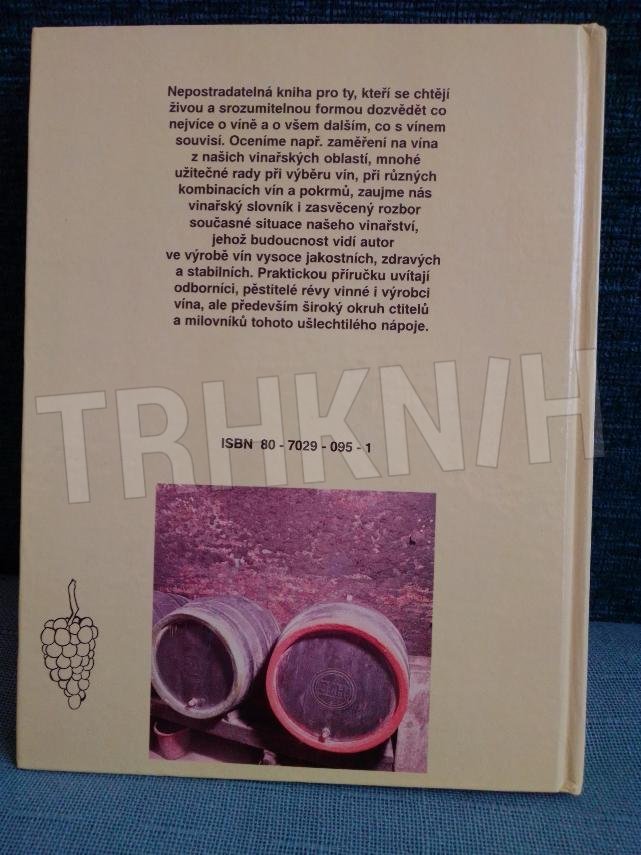 Nepostradatelná kniha pro ty, kteří se chtějí
živou a srozumitelnou formou dozvědět co
nejvíce o víně a o všem dalším, co s vínem
souvisí. Oceníme např. zaměření na vína
z našich vinařských oblastí, mnohé
užitečné rady při výběru vín, při různých
kombinacích vín a pokrmů, zaujme nás
vinařský slovník i zasvěcený rozbor
současné situace našeho vinařství,
jehož budoucnost vidí autor
ve výrobě vín vysoce jakostních, zdravých
a stabilních. Praktickou příručku uvítají
odborníci, pěstitelé révy vinné i výrobci
vína, ale především široký okruh ctitelů
a milovníků tohoto ušlechtilého nápoje.
TRHKNIH
ISBN 80 - 7029 - 095 - 1